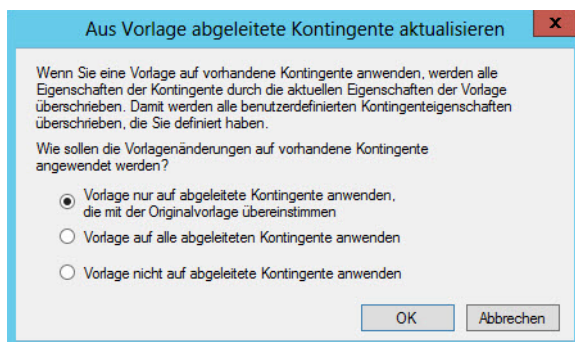 Aus Vorlage abgeleitete Kontingente aktualisieren
x
Wenn Sie eine Vorlage auf vorhandene Kontingente anwenden, werden alle
Eigenschaften der Kontingente durch die aktuellen Eigenschaften der Vorlage
überschrieben. Damit werden alle benutzerdefinierten Kontingenteigenschaften
überschrieben, die Sie definiert haben.
Wie sollen die Vorlagenänderungen auf vorhandene Kontingente
angewendet werden?
Vorlage nur auf abgeleitete Kontingente anwenden,
die mit der Originalvorlage übereinstimmen
Vorlage auf alle abgeleiteten Kontingente anwenden
Vorlage nicht auf abgeleitete Kontingente anwenden
OK
Abbrechen